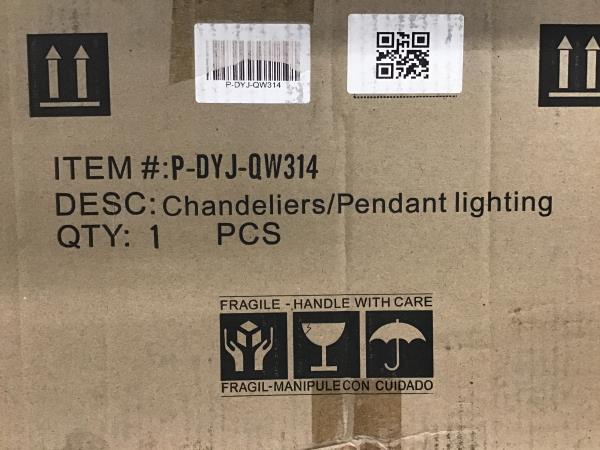 P-DYJ-QW314
ITEM #:P-DYJ-QW314
DESC: Chandeliers/Pendant lighting
QTY: 1 PCS
FRAGILE - HANDLE WITH CARE
FRAGIL-MANIPULE CON CUIDADO